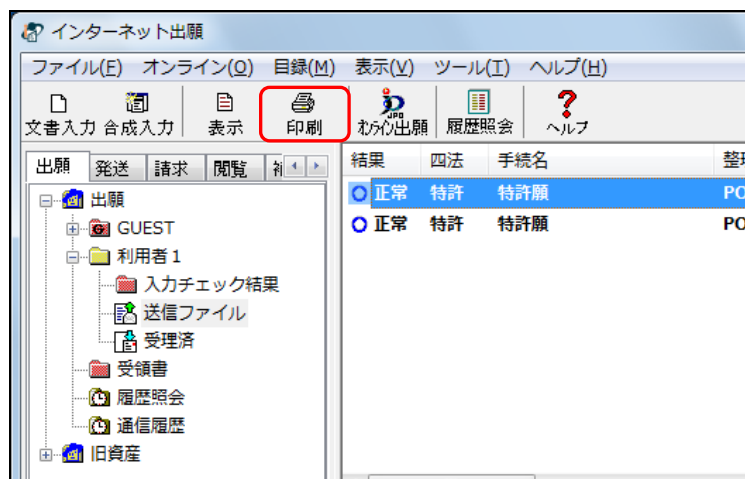 インターネット出願
ファイル(F) オンライン(O) 目録(M) 表示(V) ツール(T) ヘルプ(H)
文書入力 合成入力 表示 印刷 オンライン出願 履歴照会 ヘルプ
出願 発送 請求 閲覧
結果 四法 手続名
正常 特許 特許願 PO
正常 特許 特許願 PO
出願
GUEST
利用者1
入力チェック結果
送信ファイル
受理済
受領書
履歴照会
通信履歴
旧資産